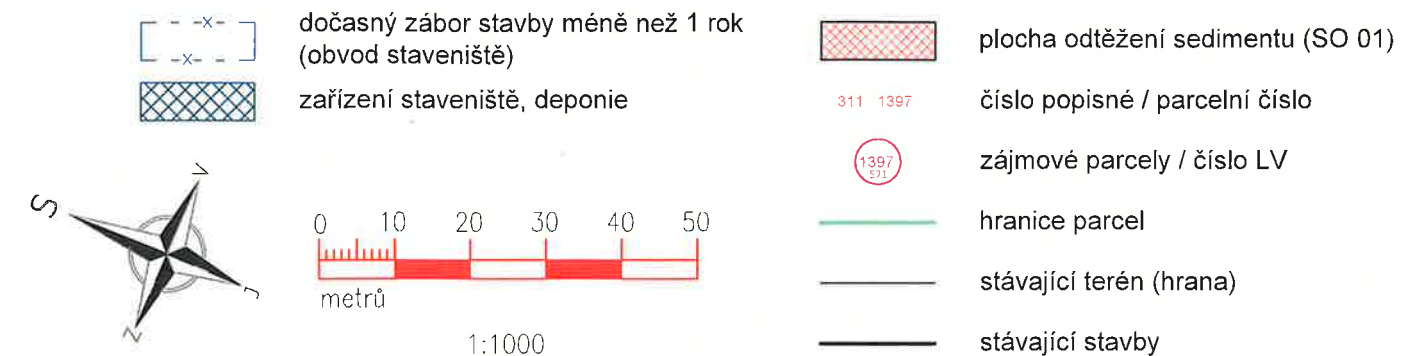 dočasný zábor stavby méně než 1 rok
(obvod staveniště)
zařízení staveniště, deponie
S
V
J
Z
0 10 20 30 40 50
metrů
1:1000
plocha odtěžení sedimentu (SO 01)
311 1397
číslo popisné / parcelní číslo
1397
571
zájmové parcely / číslo LV
hranice parcel
stávající terén (hrana)
stávající stavby